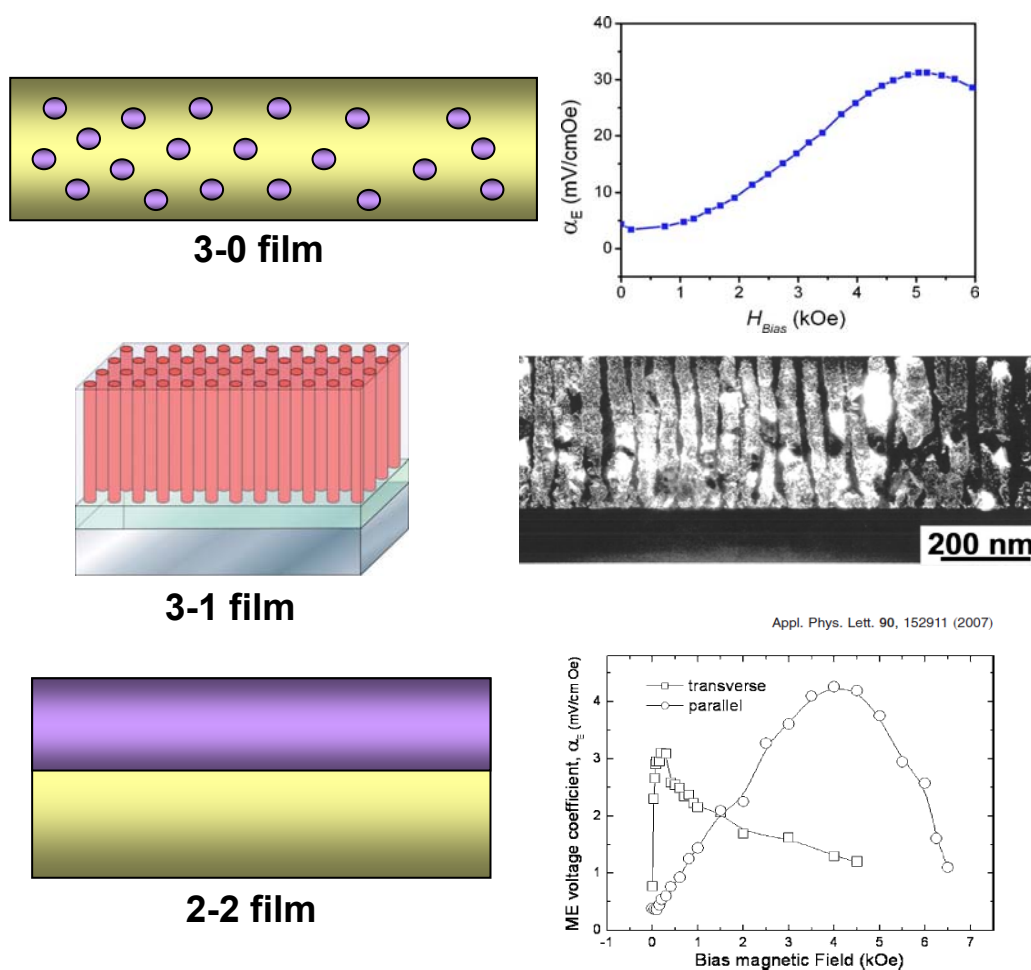 3-0 film
40
30
20
10
0
α_E (mV/cmOe)
0 1 2 3 4 5 6
H_Bias (kOe)
3-1 film
200 nm
Appl. Phys. Lett. 90, 152911 (2007)
2-2 film
ME voltage coefficient, α_E (mV/cm Oe)
4
3
2
1
0
transverse
parallel
-1 0 1 2 3 4 5 6 7
Bias magnetic Field (kOe)